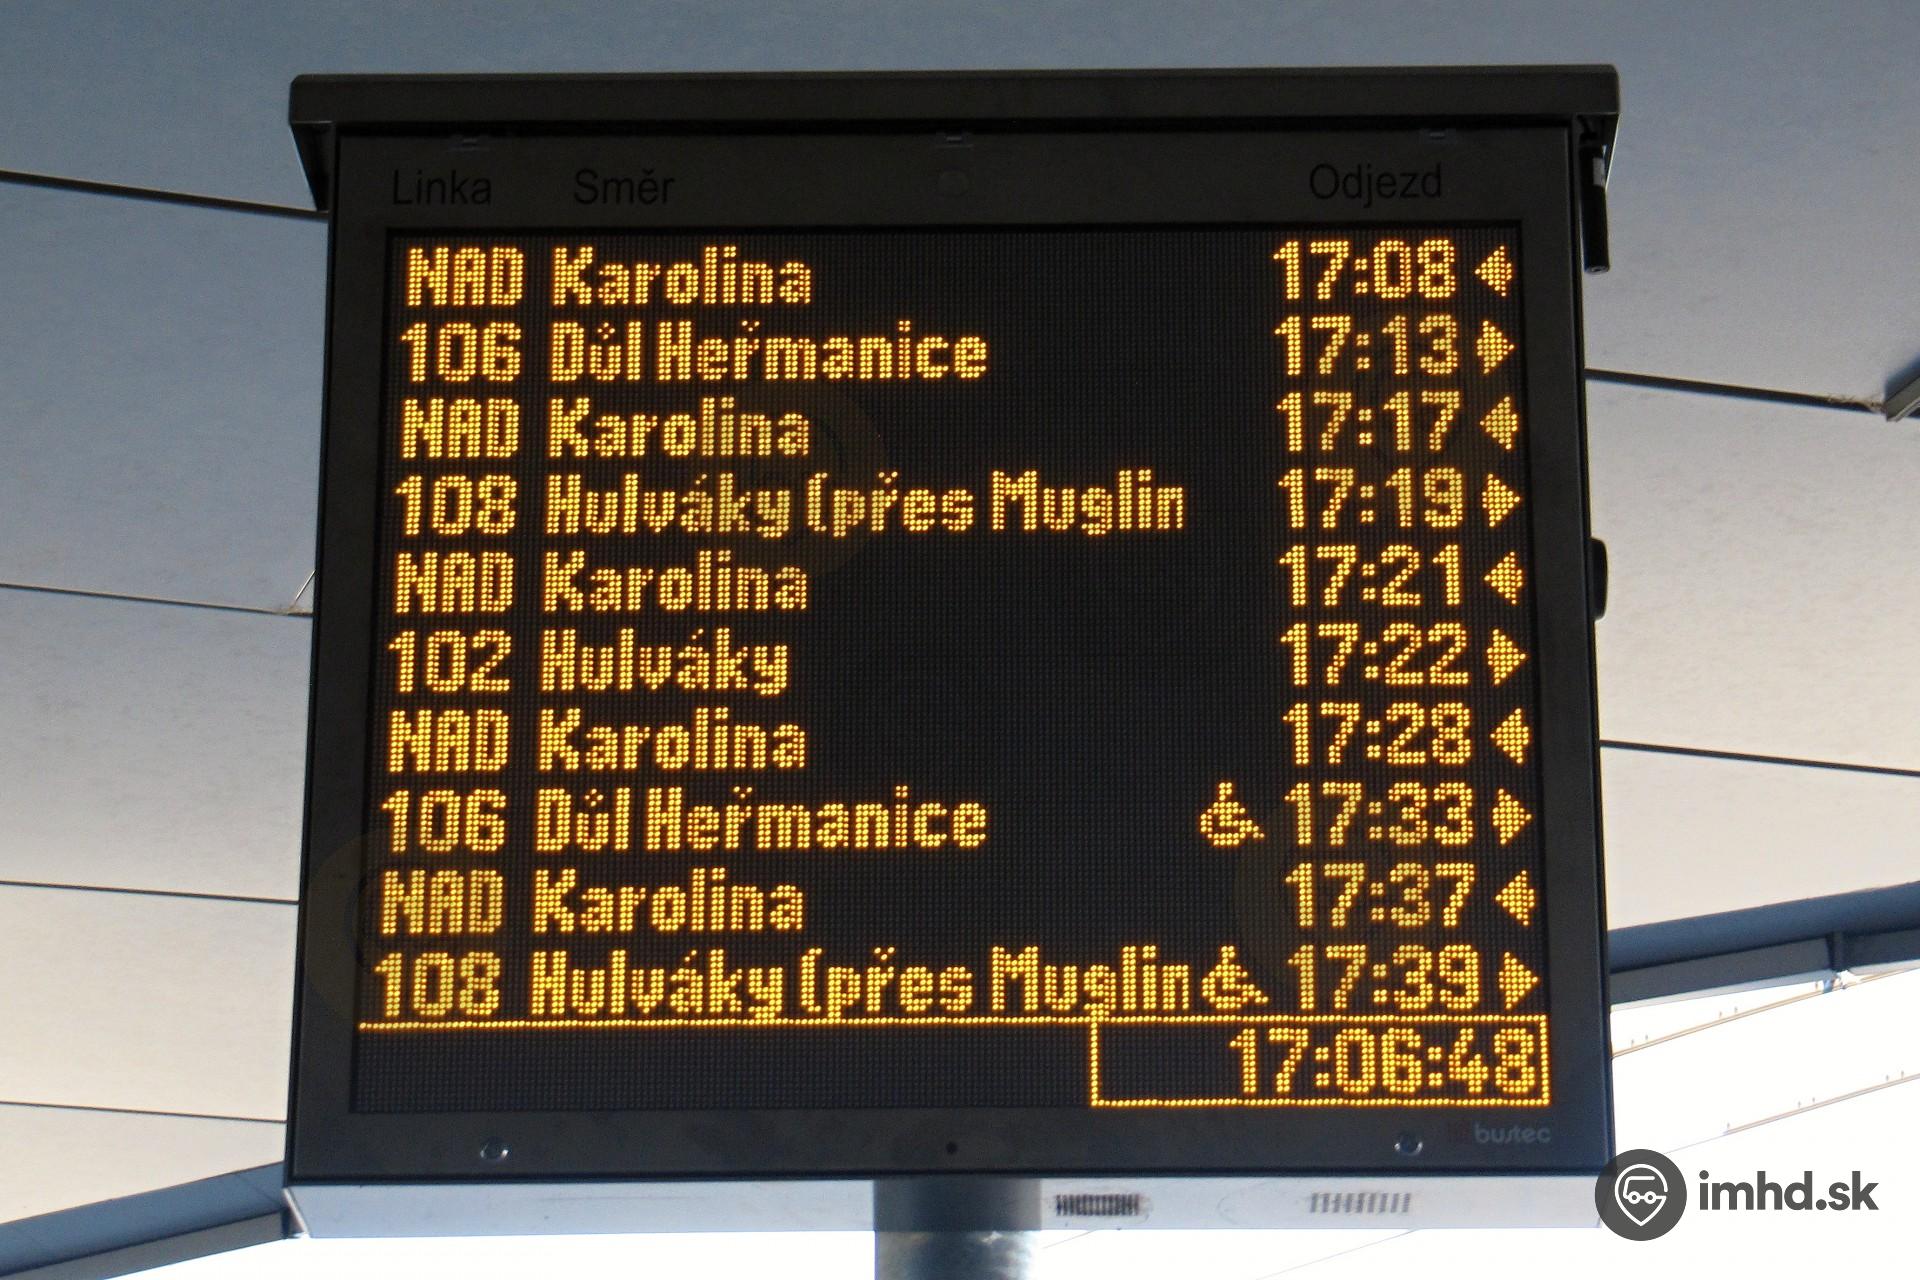 Linka Směr Odjezd
NAD Karolina 17:08
106 Důl Heřmanice 17:13
NAD Karolina 17:17
108 Hulváky (přes Muglin 17:19
NAD Karolina 17:21
102 Hulváky 17:22
NAD Karolina 17:28
106 Důl Heřmanice 17:33
NAD Karolina 17:37
108 Hulváky (přes Muglin 17:39
17:06:48
bustec
imhd.sk